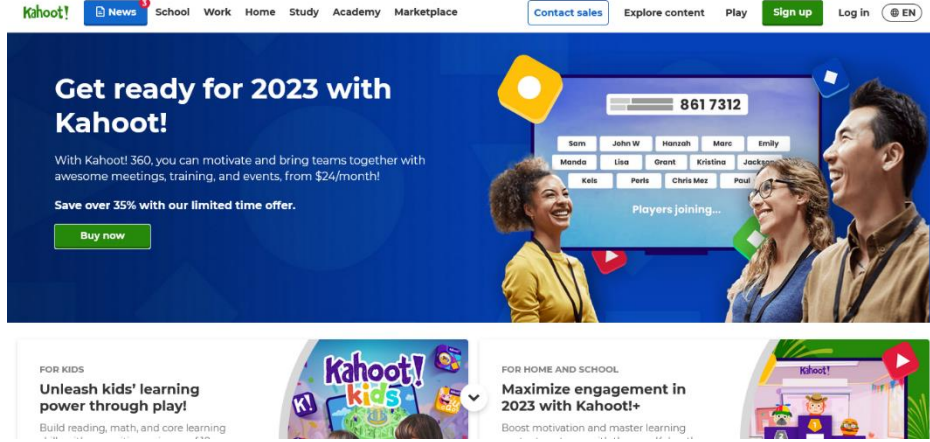 Kahoot!
News
3
School
Work
Home
Study
Academy
Marketplace
Contact sales
Explore content
Play
Sign up
Log in
EN
Get ready for 2023 with
Kahoot!
With Kahoot! 360, you can motivate and bring teams together with
awesome meetings, training, and events, from $24/month!
Save over 35% with our limited time offer.
Buy now
861 7312
Sam
John W
Hanzah
Marc
Emily
Manda
Lisa
Grant
Kristina
Jackson
Kels
Perls
Chris Mez
Paul
Players joining...
FOR KIDS
Unleash kids' learning
power through play!
Build reading, math, and core learning
Kahoot!
kids
FOR HOME AND SCHOOL
Maximize engagement in
2023 with Kahoot!+
Boost motivation and master learning
Kahoot!
1
2